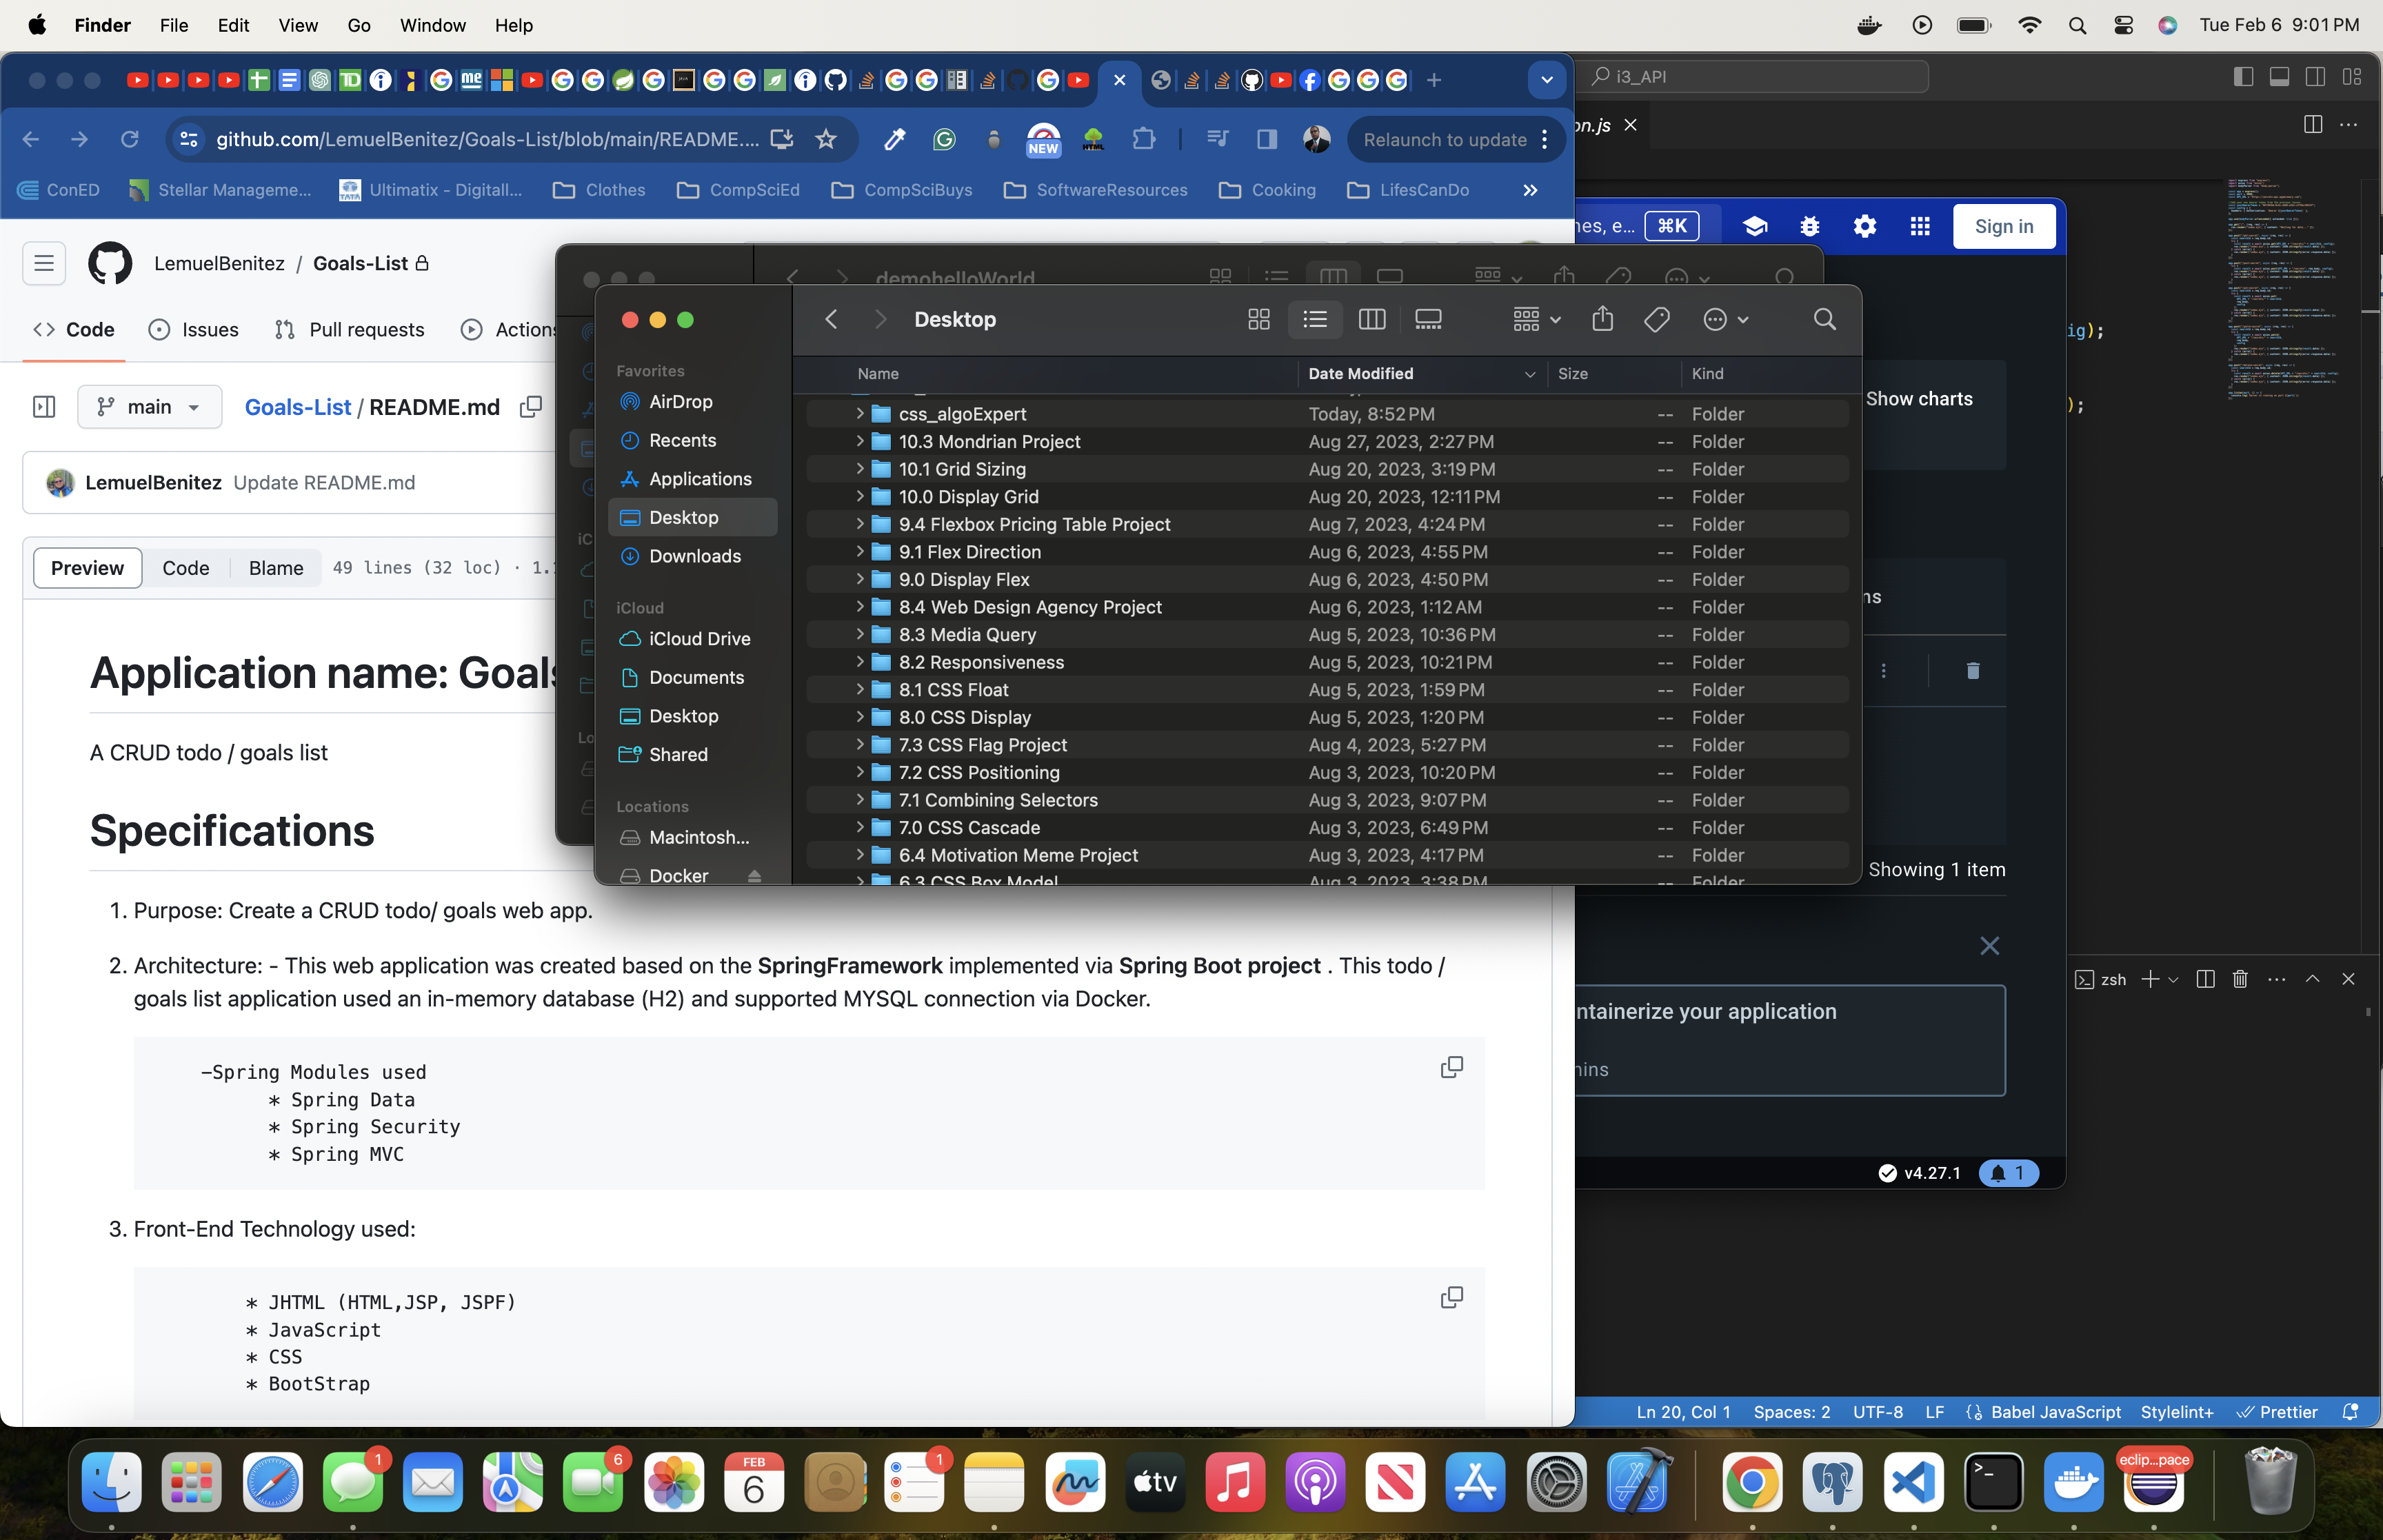 Finder File Edit View Go Window Help
Tue Feb 6 9:01 PM
i3_API
on.js
github.com/LemuelBenitez/Goals-List/blob/main/README....
NEW
Relaunch to update
ConED
Stellar Manageme...
Ultimatix - Digitall...
Clothes
CompSciEd
CompSciBuys
SoftwareResources
Cooking
LifesCanDo
»
⌘K
Sign in
LemuelBenitez / Goals-List
Code
Issues
Pull requests
Actions
main
Goals-List / README.md
LemuelBenitez Update README.md
Preview
Code
Blame
49 lines (32 loc) · 1.
Application name: Goals
A CRUD todo / goals list
Specifications
1. Purpose: Create a CRUD todo/ goals web app.
2. Architecture: - This web application was created based on the SpringFramework implemented via Spring Boot project . This todo /
goals list application used an in-memory database (H2) and supported MYSQL connection via Docker.
-Spring Modules used
* Spring Data
* Spring Security
* Spring MVC
3. Front-End Technology used:
* JHTML (HTML,JSP, JSPF)
* JavaScript
* CSS
* BootStrap
demohelloWorld
Desktop
Favorites
AirDrop
Recents
Applications
Desktop
Downloads
iCloud
iCloud Drive
Documents
Desktop
Shared
Locations
Macintosh...
Docker
Name Date Modified Size Kind
css_algoExpert Today, 8:52 PM -- Folder
10.3 Mondrian Project Aug 27, 2023, 2:27 PM -- Folder
10.1 Grid Sizing Aug 20, 2023, 3:19 PM -- Folder
10.0 Display Grid Aug 20, 2023, 12:11 PM -- Folder
9.4 Flexbox Pricing Table Project Aug 7, 2023, 4:24 PM -- Folder
9.1 Flex Direction Aug 6, 2023, 4:55 PM -- Folder
9.0 Display Flex Aug 6, 2023, 4:50 PM -- Folder
8.4 Web Design Agency Project Aug 6, 2023, 1:12 AM -- Folder
8.3 Media Query Aug 5, 2023, 10:36 PM -- Folder
8.2 Responsiveness Aug 5, 2023, 10:21 PM -- Folder
8.1 CSS Float Aug 5, 2023, 1:59 PM -- Folder
8.0 CSS Display Aug 5, 2023, 1:20 PM -- Folder
7.3 CSS Flag Project Aug 4, 2023, 5:27 PM -- Folder
7.2 CSS Positioning Aug 3, 2023, 10:20 PM -- Folder
7.1 Combining Selectors Aug 3, 2023, 9:07 PM -- Folder
7.0 CSS Cascade Aug 3, 2023, 6:49 PM -- Folder
6.4 Motivation Meme Project Aug 3, 2023, 4:17 PM -- Folder
6.3 CSS Box Model Aug 3, 2023, 3:38 PM -- Folder
ig);
);
Show charts
ns
Showing 1 item
ntainerize your application
nins
v4.27.1
1
zsh
Ln 20, Col 1 Spaces: 2 UTF-8 LF Babel JavaScript Stylelint+ Prettier
1
6
FEB
6
1
tv
eclip...pace